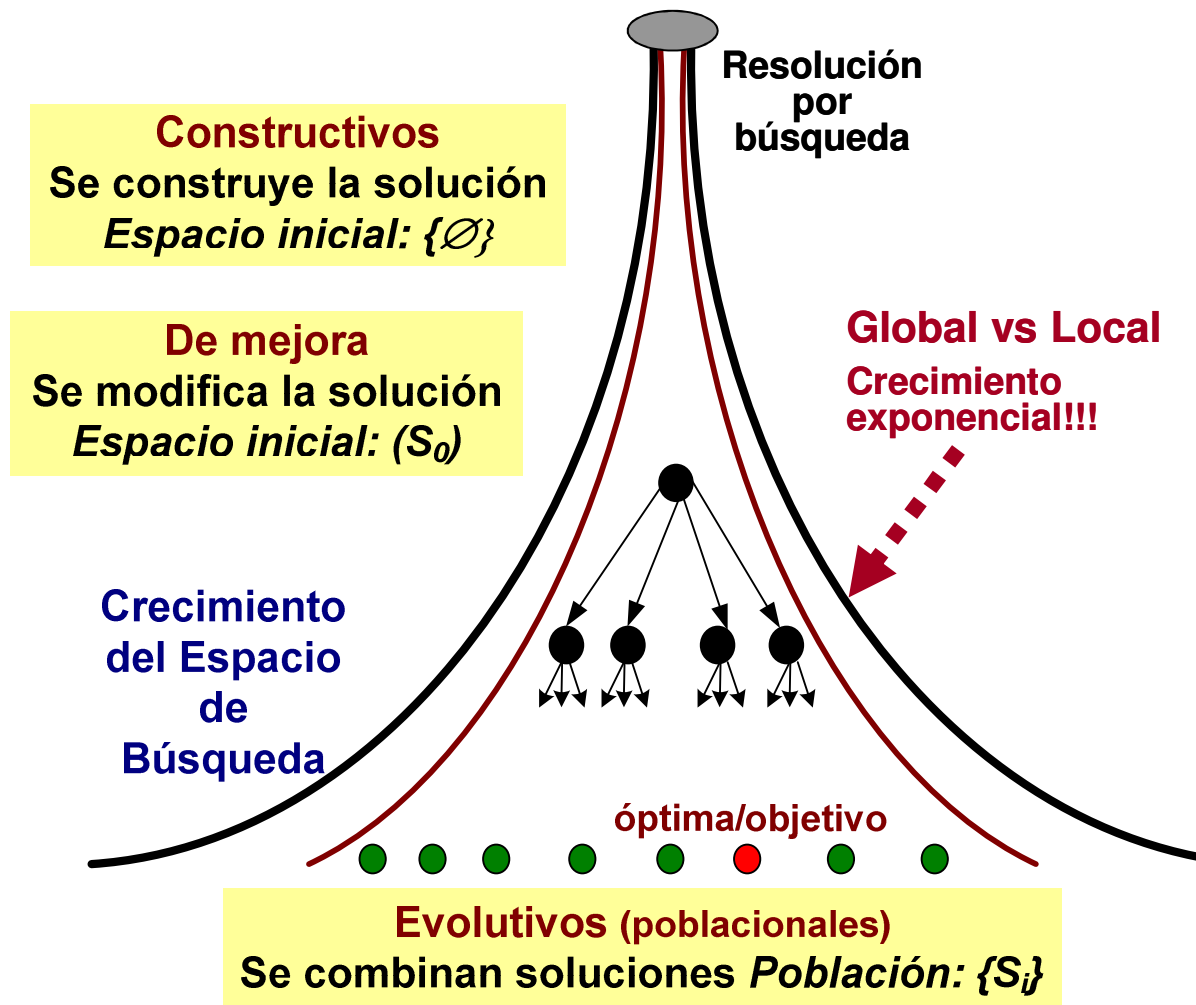 Resolución
por
búsqueda
Constructivos
Se construye la solución
Espacio inicial: {∅}
De mejora
Se modifica la solución
Espacio inicial: (S₀)
Global vs Local
Crecimiento
exponencial!!!
Crecimiento
del Espacio
de
Búsqueda
óptima/objetivo
Evolutivos (poblacionales)
Se combinan soluciones Población: {Sᵢ}